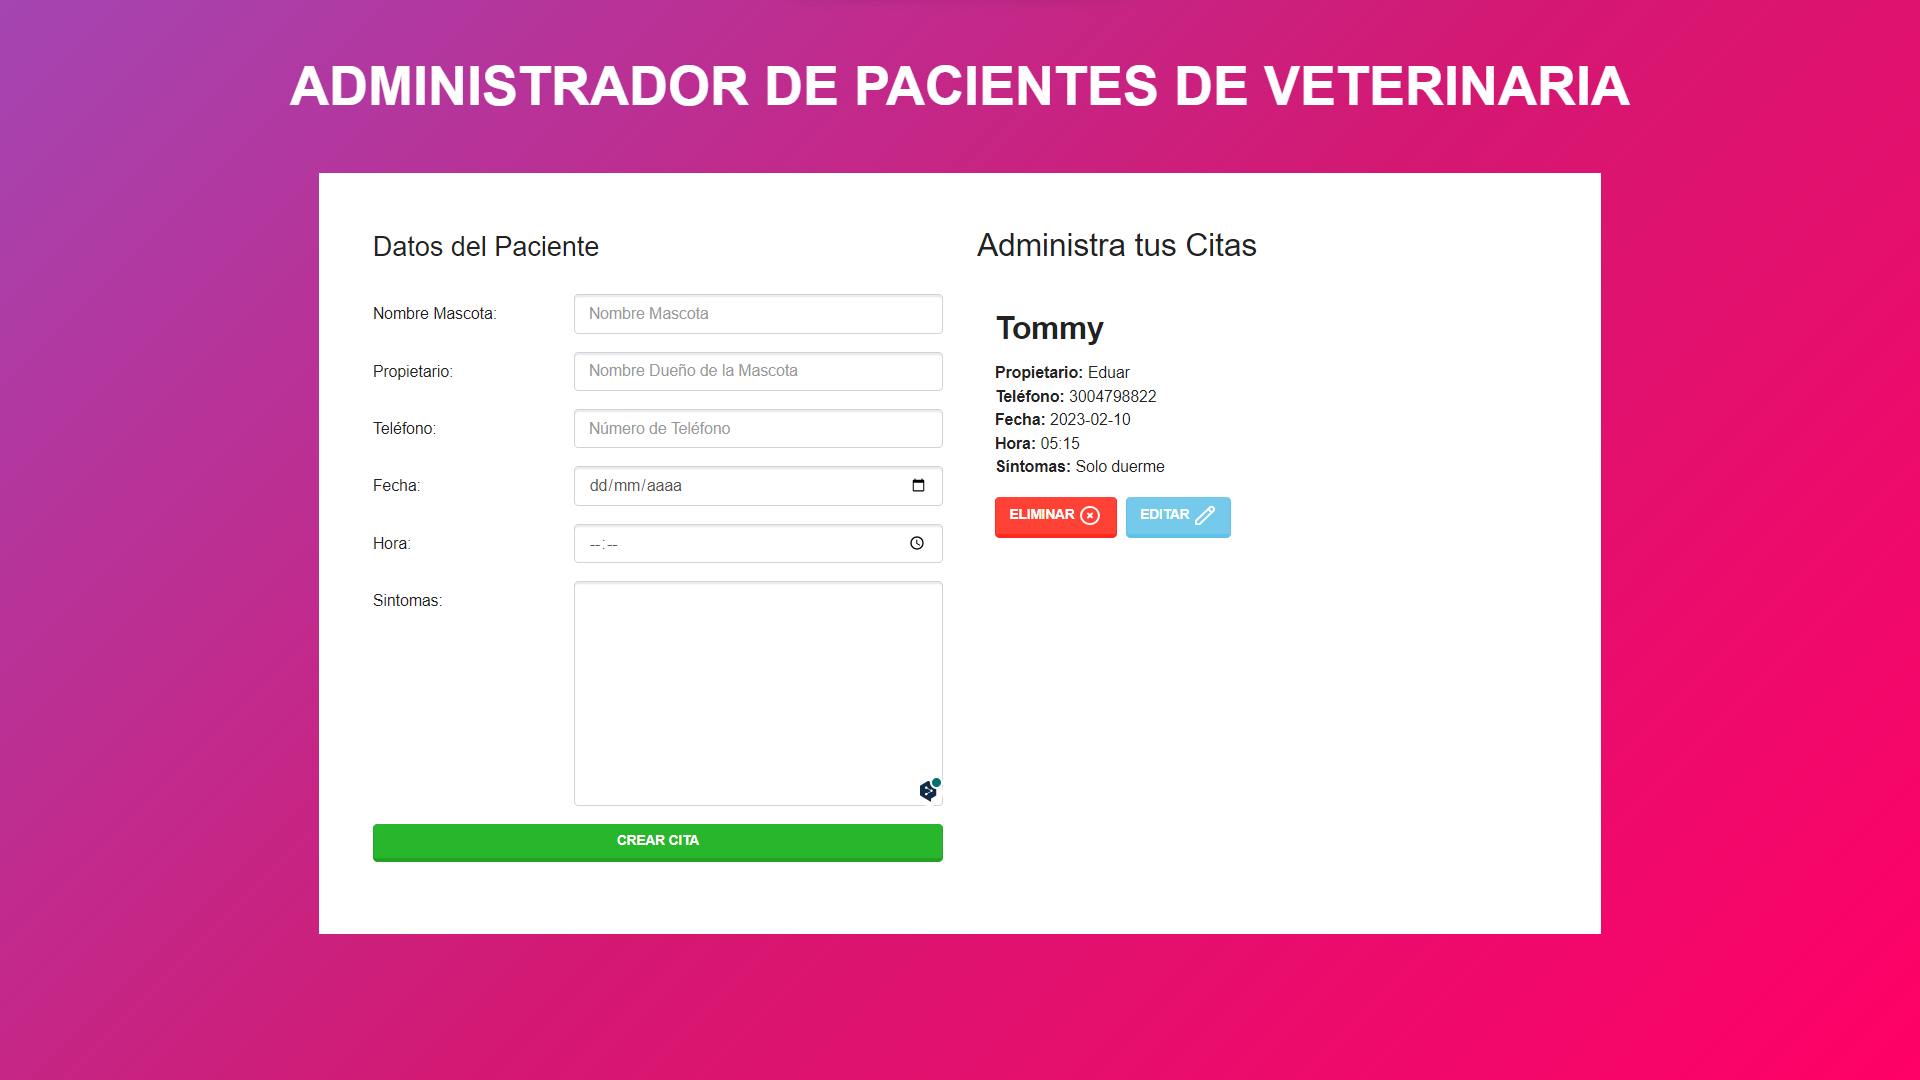 ADMINISTRADOR DE PACIENTES DE VETERINARIA
Datos del Paciente
Nombre Mascota:
Nombre Mascota
Propietario:
Nombre Dueño de la Mascota
Teléfono:
Número de Teléfono
Fecha:
dd/mm/aaaa
Hora:
--:--
Sintomas:
CREAR CITA
Administra tus Citas
Tommy
Propietario: Eduar
Teléfono: 3004798822
Fecha: 2023-02-10
Hora: 05:15
Síntomas: Solo duerme
ELIMINAR
EDITAR